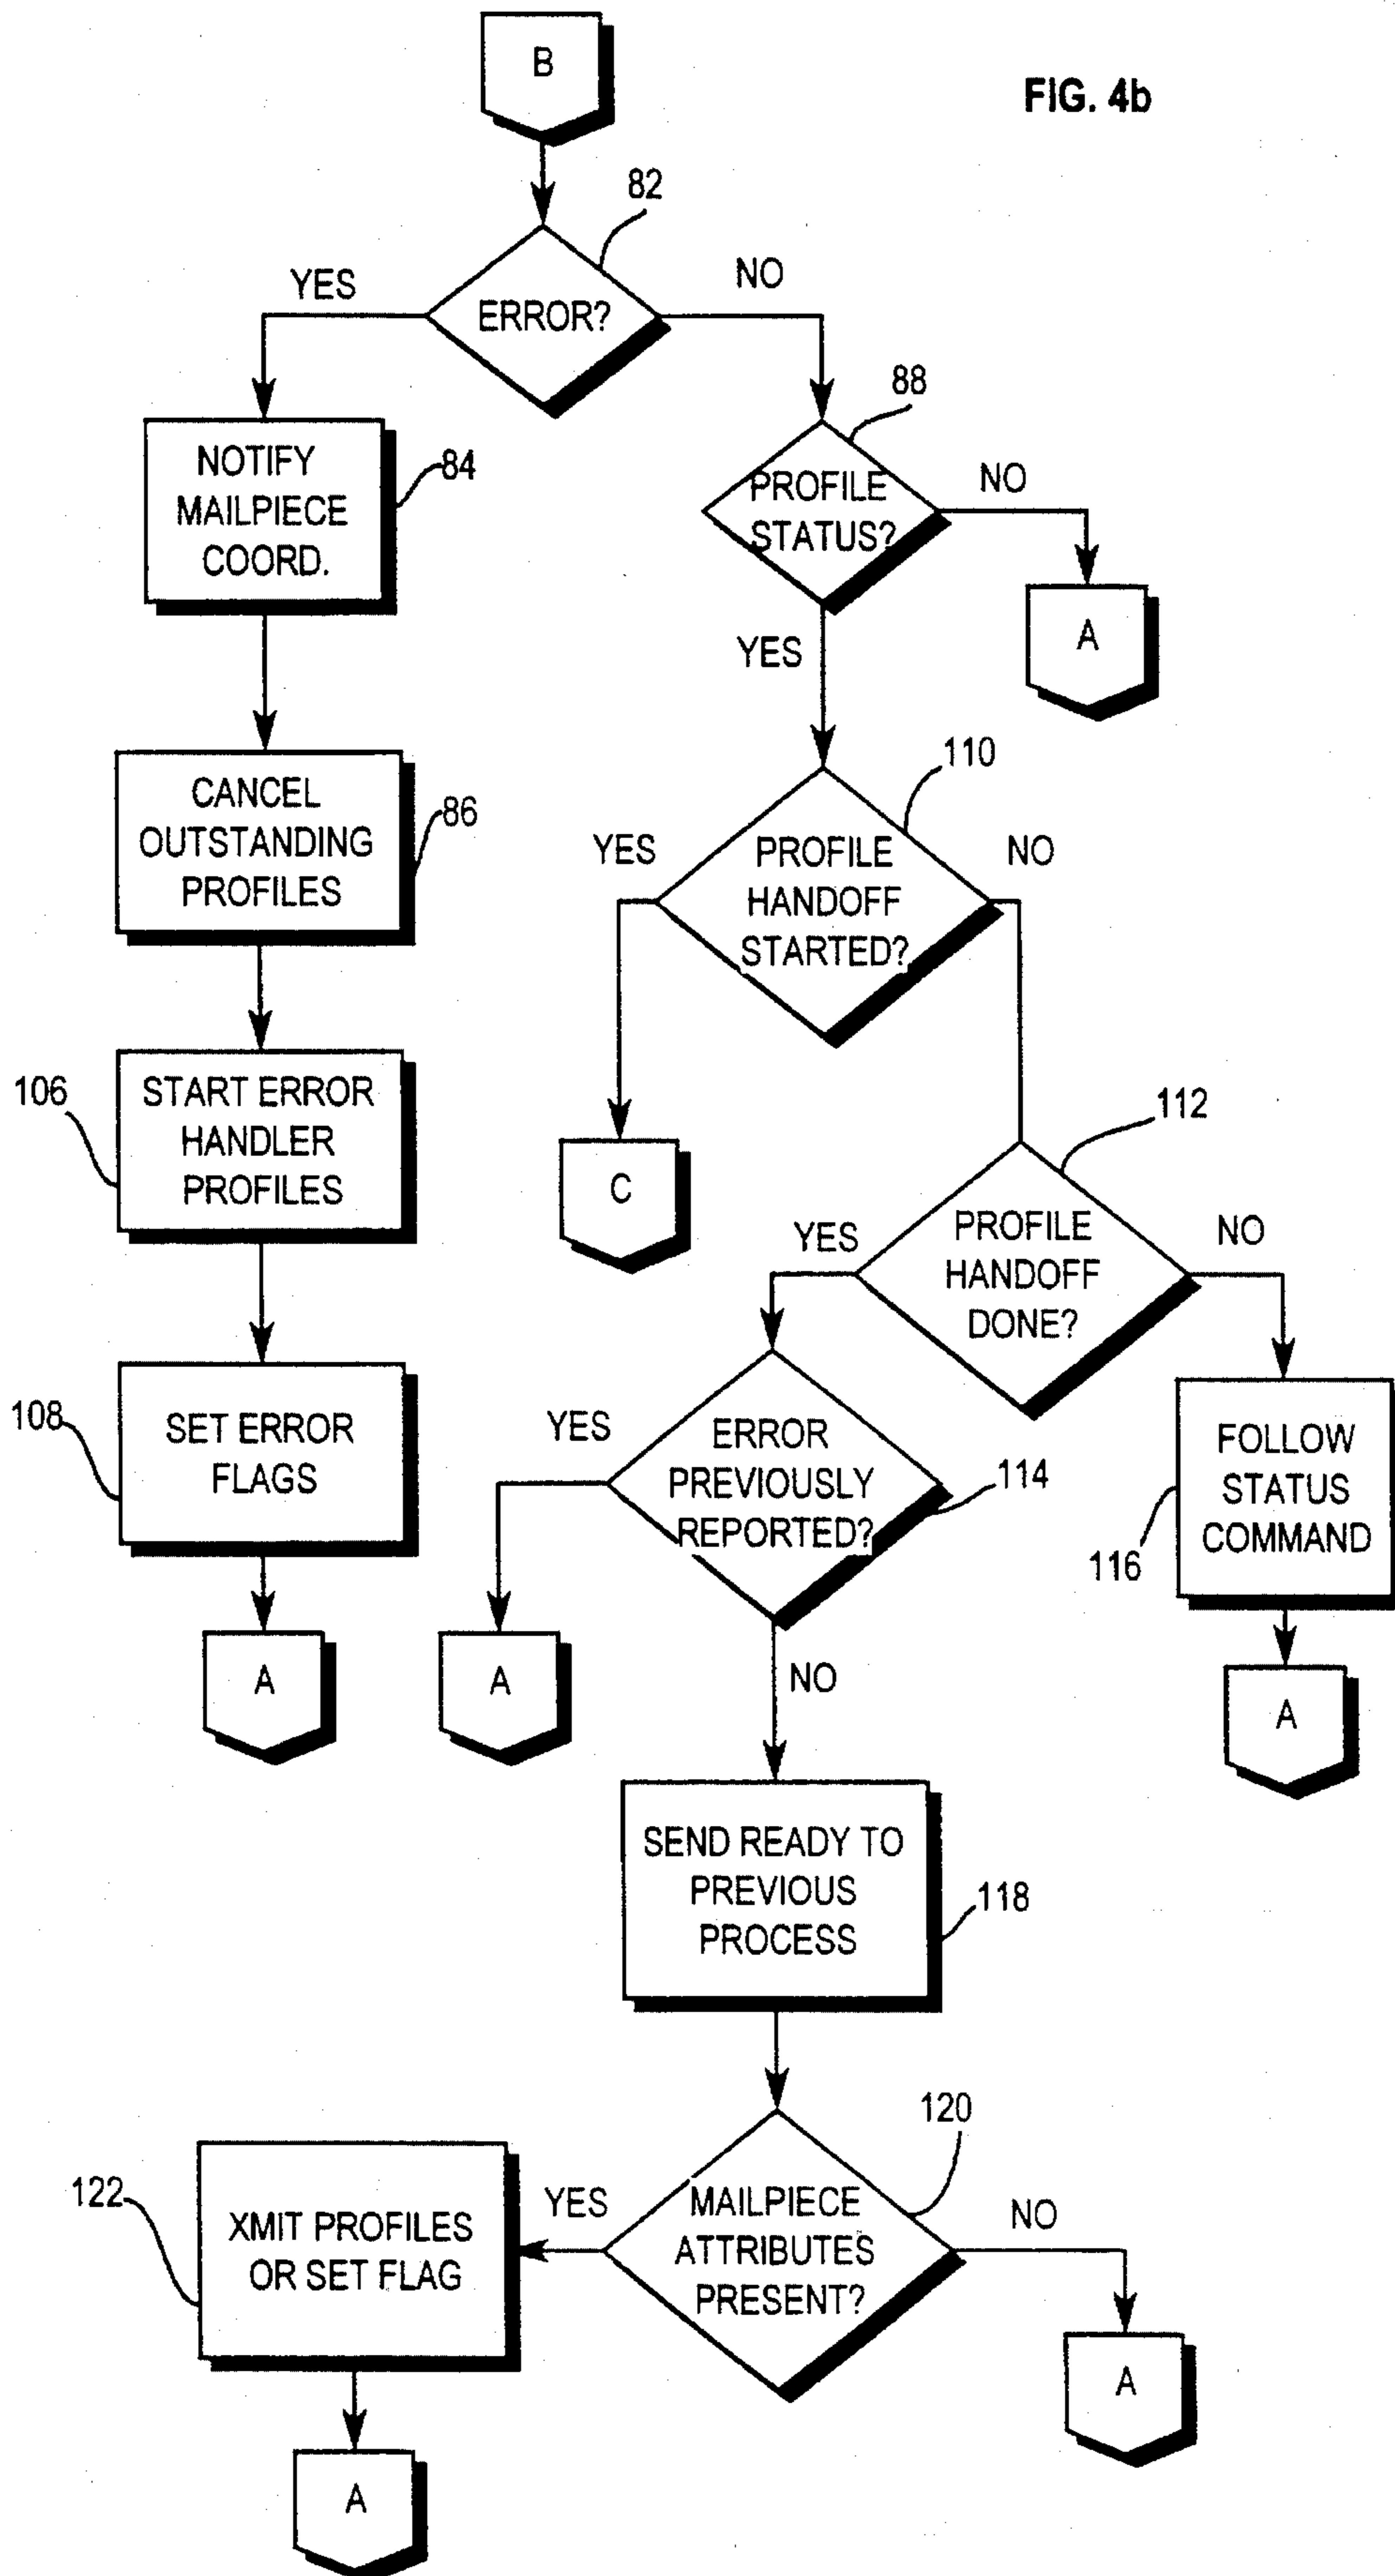 B
FIG. 4b
82
YES
NO
ERROR?
88
NOTIFY
MAILPIECE
COORD.
84
PROFILE
STATUS?
NO
A
YES
CANCEL
OUTSTANDING
PROFILES
86
110
YES
PROFILE
HANDOFF
STARTED?
NO
106
START ERROR
HANDLER
PROFILES
C
112
YES
PROFILE
HANDOFF
DONE?
NO
108
SET ERROR
FLAGS
YES
ERROR
PREVIOUSLY
REPORTED?
114
FOLLOW
STATUS
COMMAND
116
A
A
NO
A
SEND READY TO
PREVIOUS
PROCESS
118
120
122
XMIT PROFILES
OR SET FLAG
YES
MAILPIECE
ATTRIBUTES
PRESENT?
NO
A
A